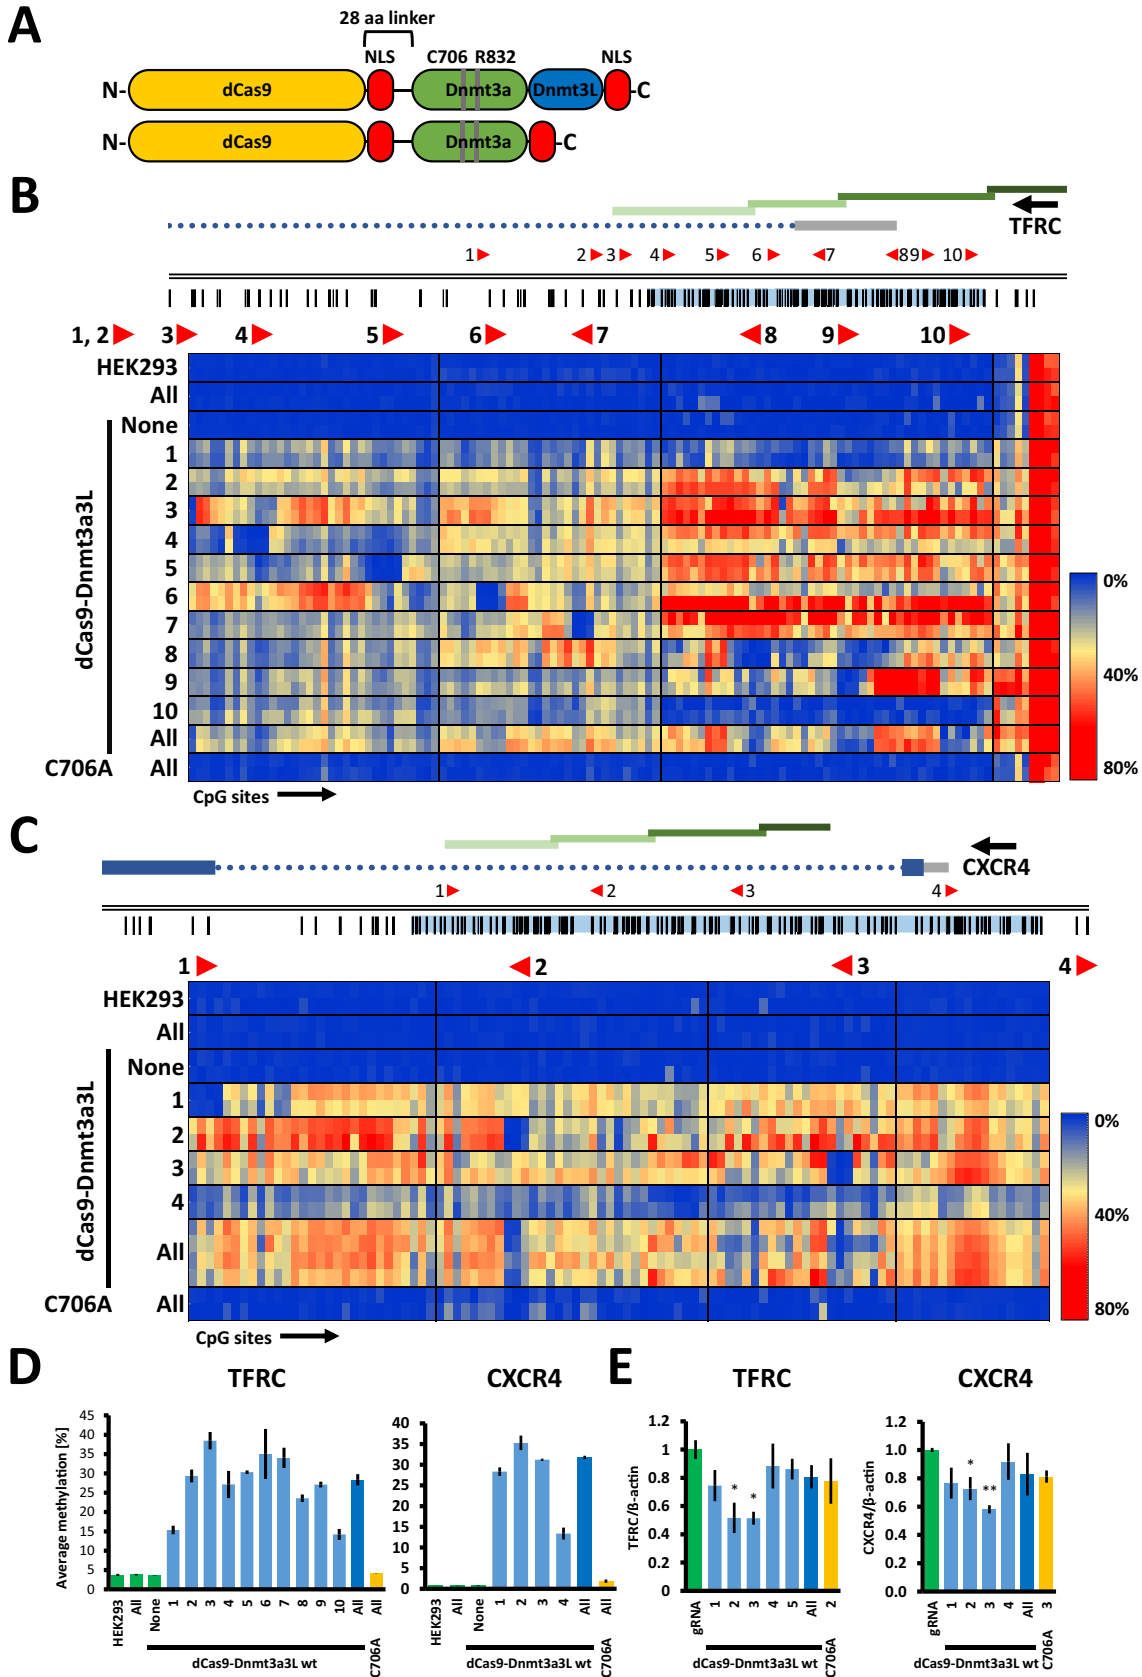 A
28 aa linker
NLS C706 R832 NLS
N- dCas9 Dnmt3a Dnmt3L -C
N- dCas9 Dnmt3a -C
B
TFRC
1 2 3 4 5 6 7 8 9 10
1, 2 3 4 5 6 7 8 9 10
HEK293
All
None
1
2
3
4
5
6
7
8
9
10
All
C706A All
dCas9-Dnmt3a3L
CpG sites
0%
40%
80%
C
CXCR4
1 2 3 4
1 2 3 4
HEK293
All
None
1
2
3
4
All
C706A All
dCas9-Dnmt3a3L
CpG sites
0%
40%
80%
D
TFRC
Average methylation [%]
45
40
35
30
25
20
15
10
5
0
HEK293 All None 1 2 3 4 5 6 7 8 9 10 All All
dCas9-Dnmt3a3L wt C706A
CXCR4
40
35
30
25
20
15
10
5
0
HEK293 All None 1 2 3 4 All All
dCas9-Dnmt3a3L wt C706A
E
TFRC
TFRC/β-actin
1.2
1
0.8
0.6
0.4
0.2
0
* *
gRNA 1 2 3 4 5 All 2
dCas9-Dnmt3a3L wt C706A
CXCR4
CXCR4/β-actin
1.2
1.0
0.8
0.6
0.4
0.2
0.0
* **
gRNA 1 2 3 4 All 3
dCas9-Dnmt3a3L wt C706A